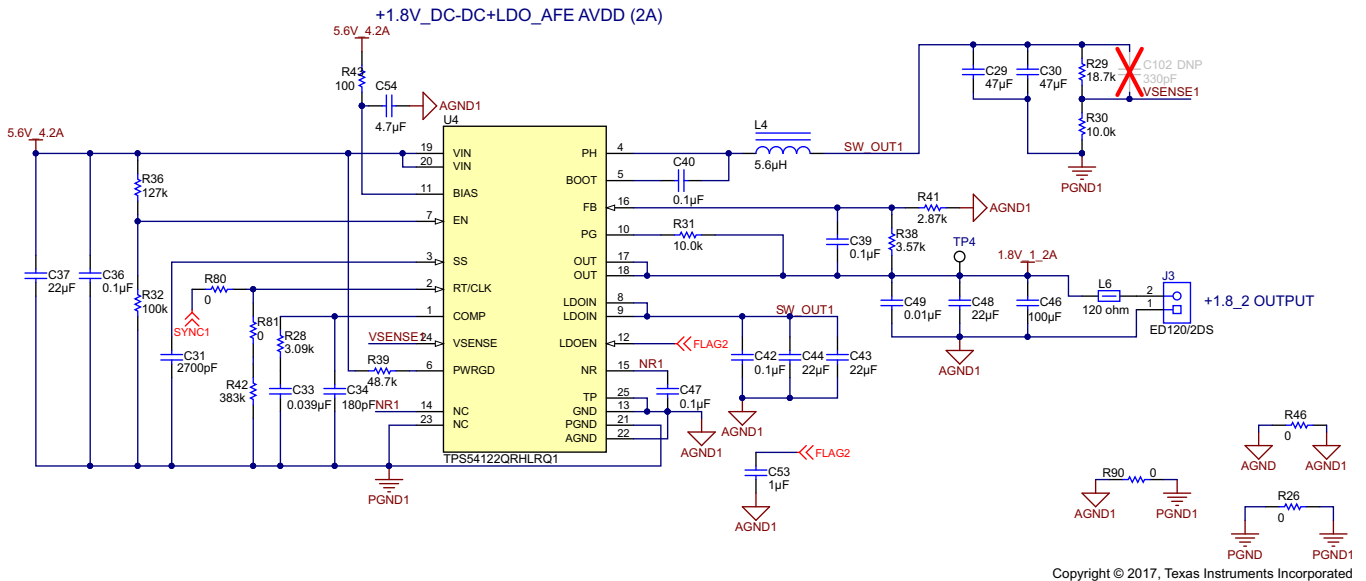 +1.8V_DC-DC+LDO_AFE AVDD (2A)
5.6V_4.2A
R43
100
C54
4.7µF
AGND1
5.6V_4.2A
U4
19
VIN
20
VIN
11
BIAS
7
EN
3
SS
2
RT/CLK
1
COMP
24
VSENSE
6
PWRGD
14
NC
23
NC
PH
4
BOOT
5
FB
16
PG
10
OUT
17
OUT
18
LDOIN
8
LDOIN
9
LDOEN
12
NR
15
TP
25
GND
13
PGND
21
AGND
22
TPS54122QRHLRQ1
C37
22µF
C36
0.1µF
R36
127k
R32
100k
C31
2700pF
R80
0
SYNC1
R81
0
R42
383k
R28
3.09k
C33
0.039µF
C34
180pF
VSENSE1
R39
48.7k
NR1
PGND1
L4
5.6µH
C40
0.1µF
SW_OUT1
C29
47µF
C30
47µF
R29
18.7k
C102 DNP
330pF
VSENSE1
R30
10.0k
PGND1
R41
2.87k
AGND1
R31
10.0k
C39
0.1µF
R38
3.57k
TP4
1.8V_1_2A
C49
0.01µF
C48
22µF
C46
100µF
L6
120 ohm
J3
2
1
ED120/2DS
+1.8_2 OUTPUT
AGND1
SW_OUT1
FLAG2
C42
0.1µF
C44
22µF
C43
22µF
AGND1
NR1
C47
0.1µF
AGND1
FLAG2
C53
1µF
AGND1
R46
0
AGND
AGND1
R90
0
AGND1
PGND1
R26
0
PGND
PGND1
Copyright © 2017, Texas Instruments Incorporated